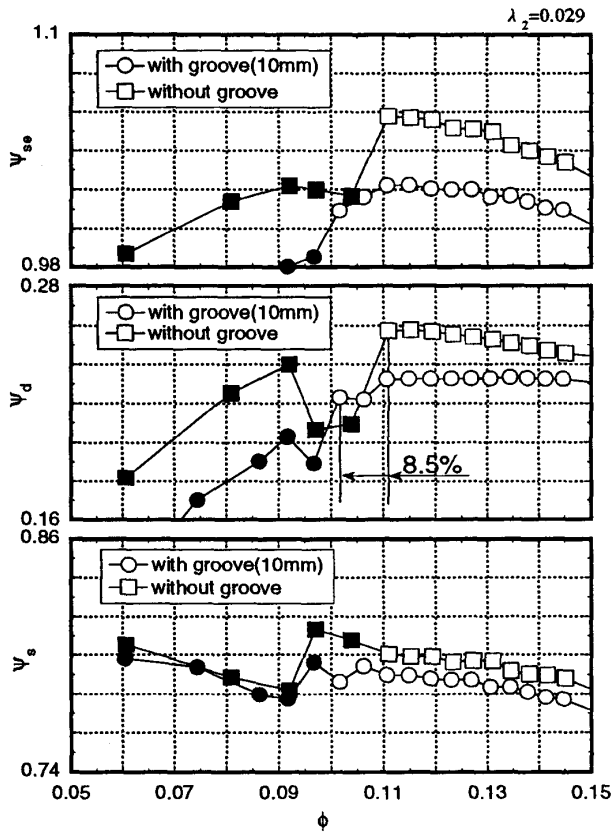 λ₂=0.029
1.1
with groove(10mm)
without groove
Ψse
0.98
0.28
with groove(10mm)
without groove
Ψd
8.5%
0.16
0.86
with groove(10mm)
without groove
Ψs
0.74
0.05 0.07 0.09 0.11 0.13 0.15
ϕ